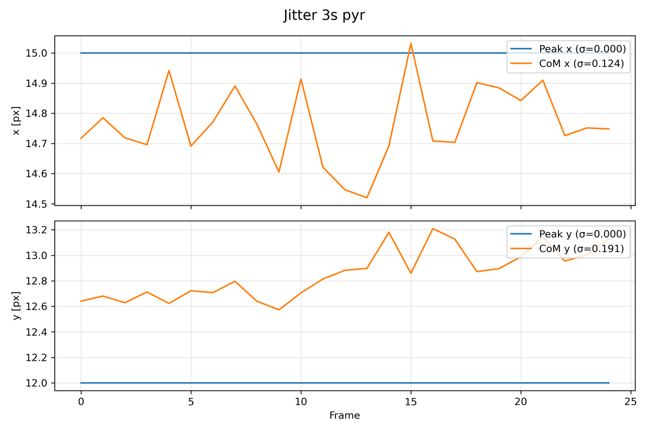 Jitter 3s pyr
15.0
14.9
14.8
14.7
14.6
14.5
x [px]
Peak x (σ=0.000)
CoM x (σ=0.124)
13.2
13.0
12.8
12.6
12.4
12.2
12.0
y [px]
Peak y (σ=0.000)
CoM y (σ=0.191)
0 5 10 15 20 25
Frame